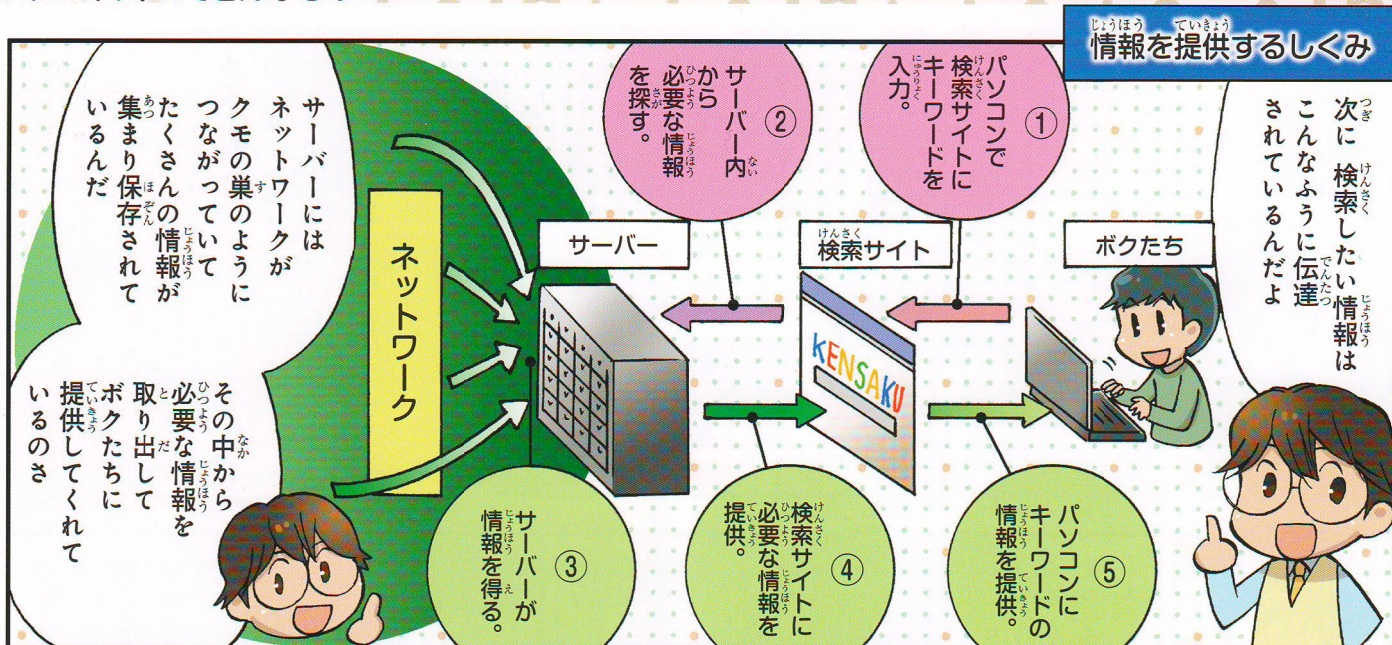 情報を提供するしくみ
次に 検索したい情報は
こんなふうに伝達
されているんだよ
ボクたち
検索サイト
サーバー
①
パソコンで
検索サイトに
キーワードを
入力。
②
サーバー内
から
必要な情報
を探す。
KENSAKU
ネットワーク
サーバーには
ネットワークが
クモの巣のように
つながっていて
たくさんの情報が
集まり保存されて
いるんだ
その中から
必要な情報を
取り出して
ボクたちに
提供してくれて
いるのさ
③
サーバーが
情報を得る。
④
検索サイトに
必要な情報を
提供。
⑤
パソコンに
キーワードの
情報を提供。